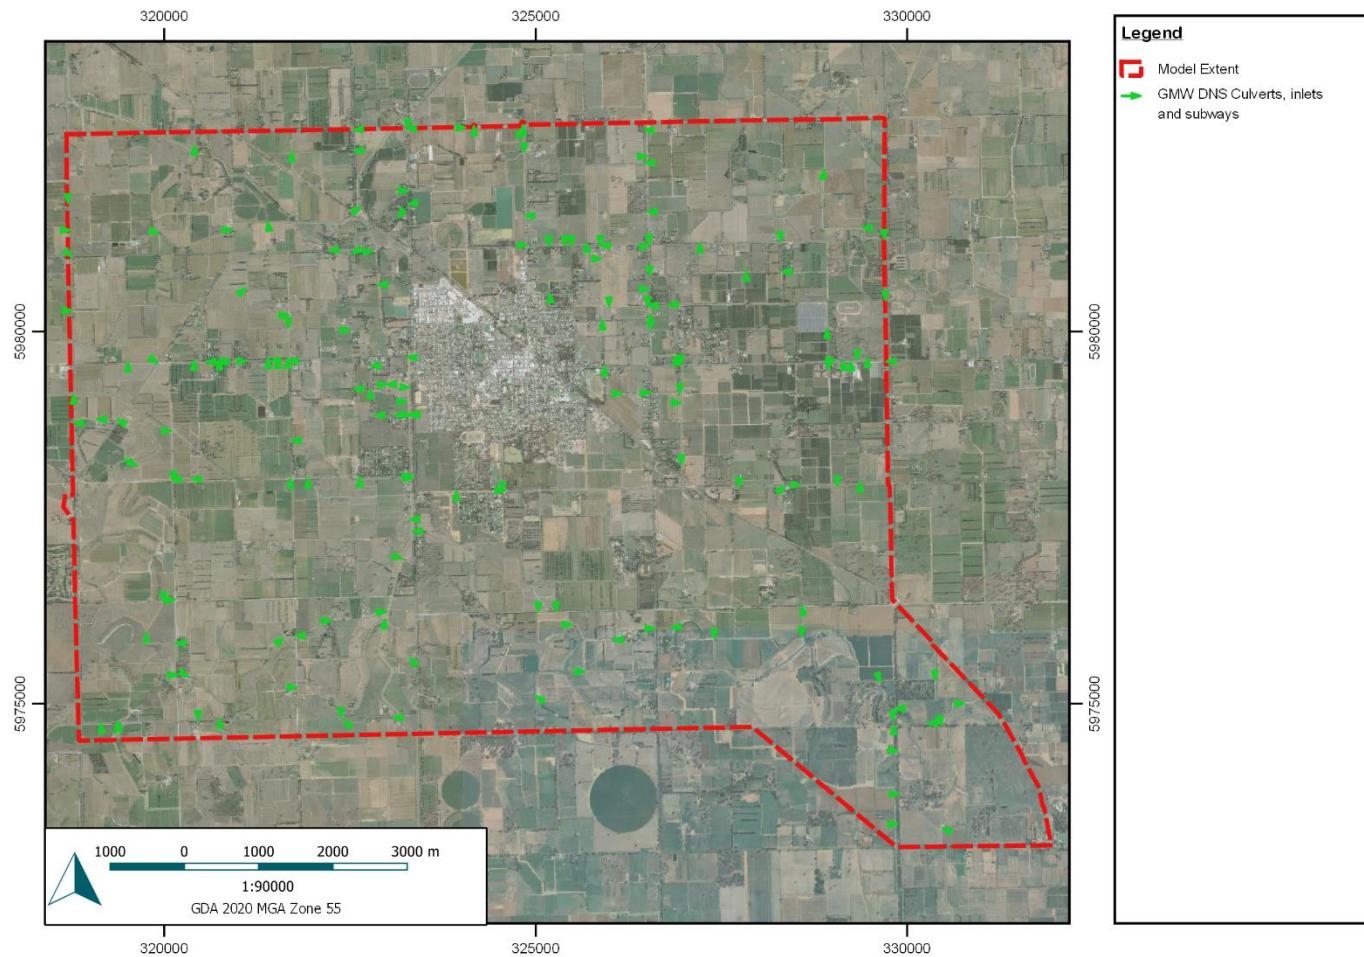 320000
325000
330000
Legend
Model Extent
GMW DNS Culverts, inlets
and subways
5980000
5980000
5975000
5975000
1000 0 1000 2000 3000 m
1:90000
GDA 2020 MGA Zone 55
320000
325000
330000